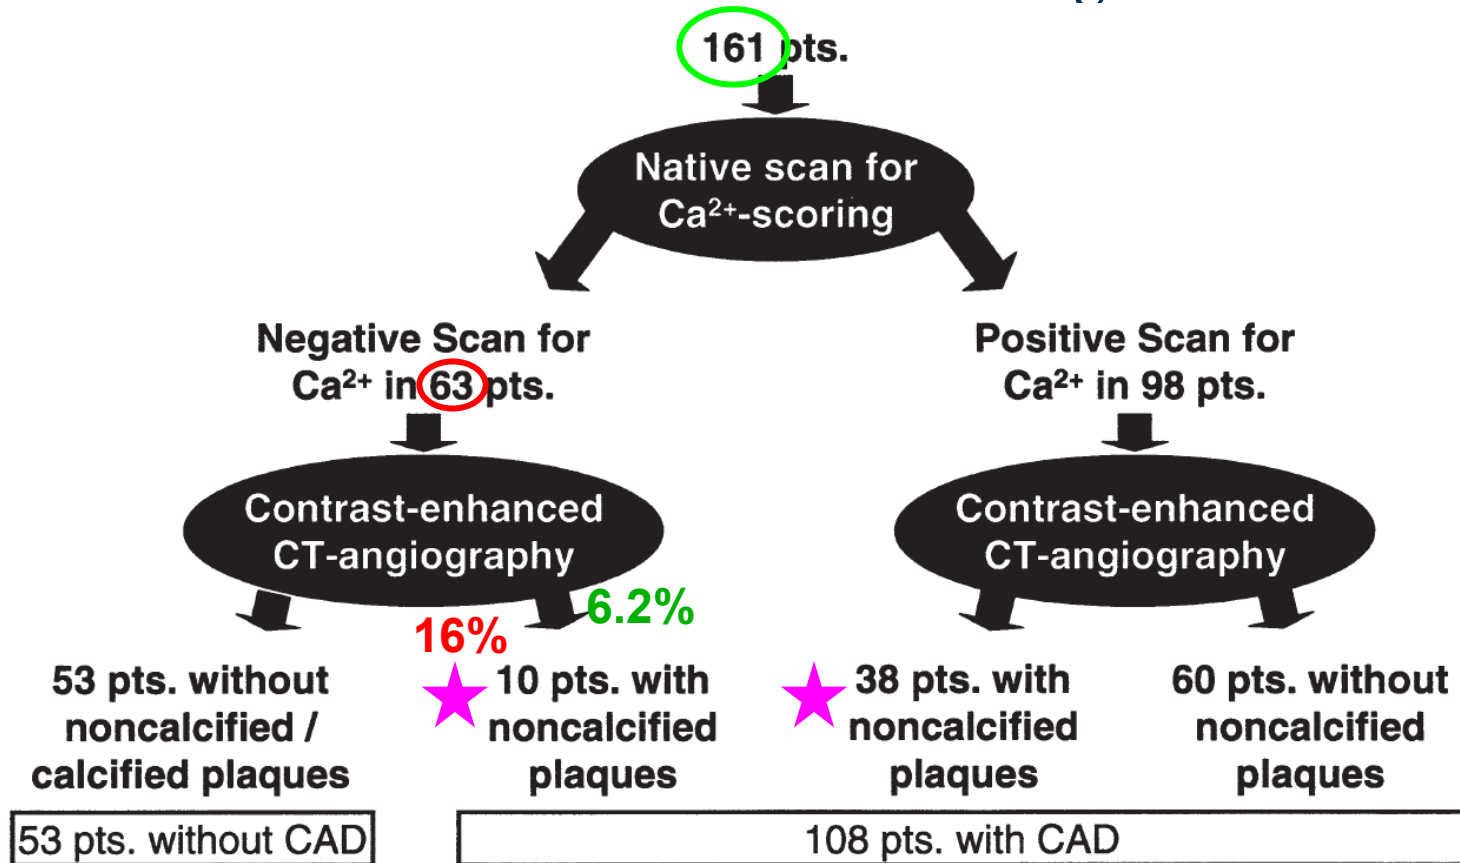 161 pts.
Native scan for
Ca²⁺-scoring
Negative Scan for
Ca²⁺ in 63 pts.
Positive Scan for
Ca²⁺ in 98 pts.
Contrast-enhanced
CT-angiography
Contrast-enhanced
CT-angiography
16%
6.2%
53 pts. without
noncalcified /
calcified plaques
10 pts. with
noncalcified
plaques
38 pts. with
noncalcified
plaques
60 pts. without
noncalcified
plaques
53 pts. without CAD
108 pts. with CAD